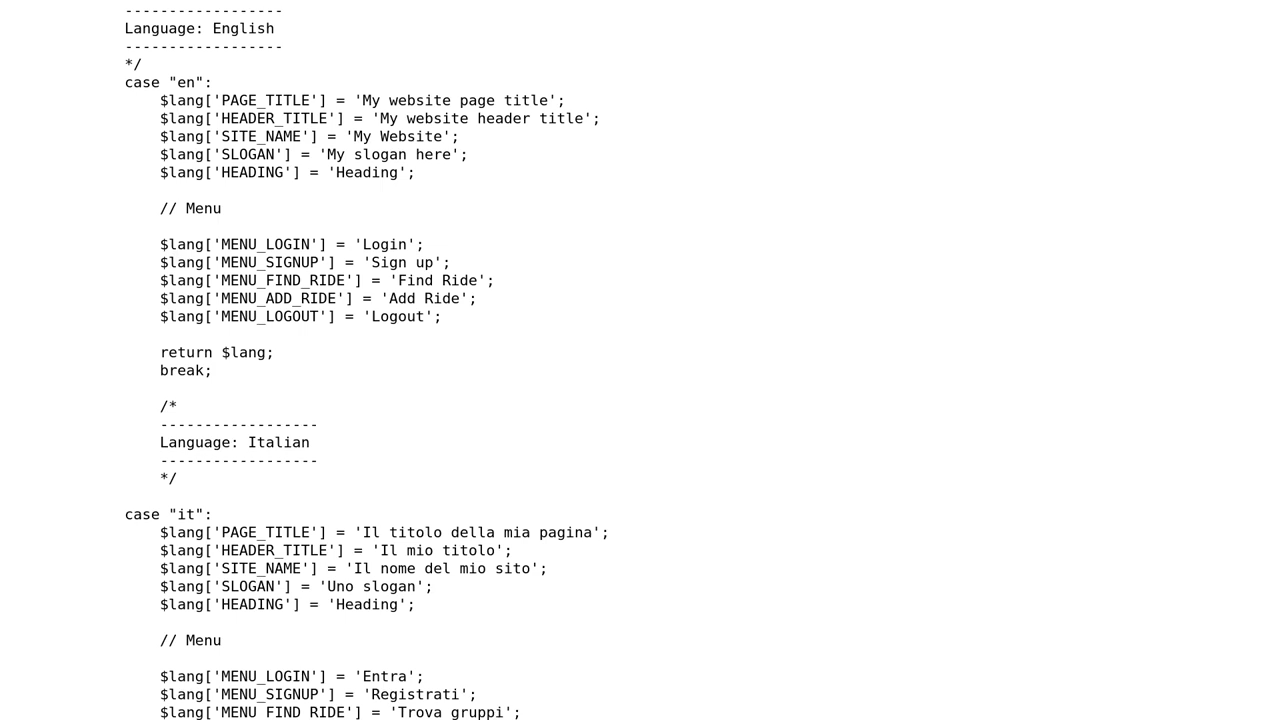 ------------------
Language: English
------------------
*/
case "en":
    $lang['PAGE_TITLE'] = 'My website page title';
    $lang['HEADER_TITLE'] = 'My website header title';
    $lang['SITE_NAME'] = 'My Website';
    $lang['SLOGAN'] = 'My slogan here';
    $lang['HEADING'] = 'Heading';

    // Menu

    $lang['MENU_LOGIN'] = 'Login';
    $lang['MENU_SIGNUP'] = 'Sign up';
    $lang['MENU_FIND_RIDE'] = 'Find Ride';
    $lang['MENU_ADD_RIDE'] = 'Add Ride';
    $lang['MENU_LOGOUT'] = 'Logout';

    return $lang;
    break;

    /*
    ------------------
    Language: Italian
    ------------------
    */

case "it":
    $lang['PAGE_TITLE'] = 'Il titolo della mia pagina';
    $lang['HEADER_TITLE'] = 'Il mio titolo';
    $lang['SITE_NAME'] = 'Il nome del mio sito';
    $lang['SLOGAN'] = 'Uno slogan';
    $lang['HEADING'] = 'Heading';

    // Menu

    $lang['MENU_LOGIN'] = 'Entra';
    $lang['MENU_SIGNUP'] = 'Registrati';
    $lang['MENU_FIND_RIDE'] = 'Trova gruppi';